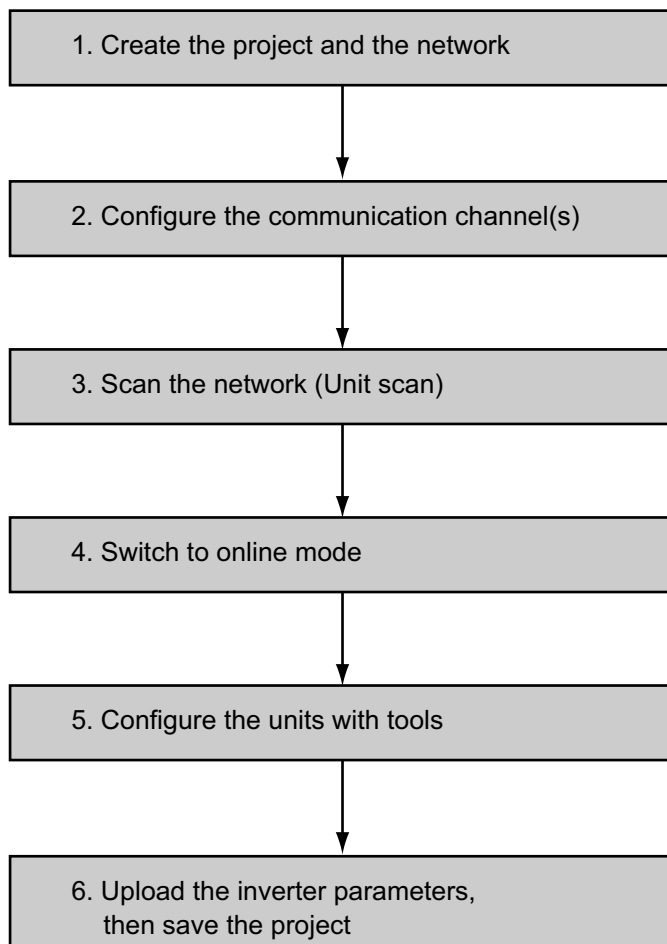 1. Create the project and the network
2. Configure the communication channel(s)
3. Scan the network (Unit scan)
4. Switch to online mode
5. Configure the units with tools
6. Upload the inverter parameters,
then save the project